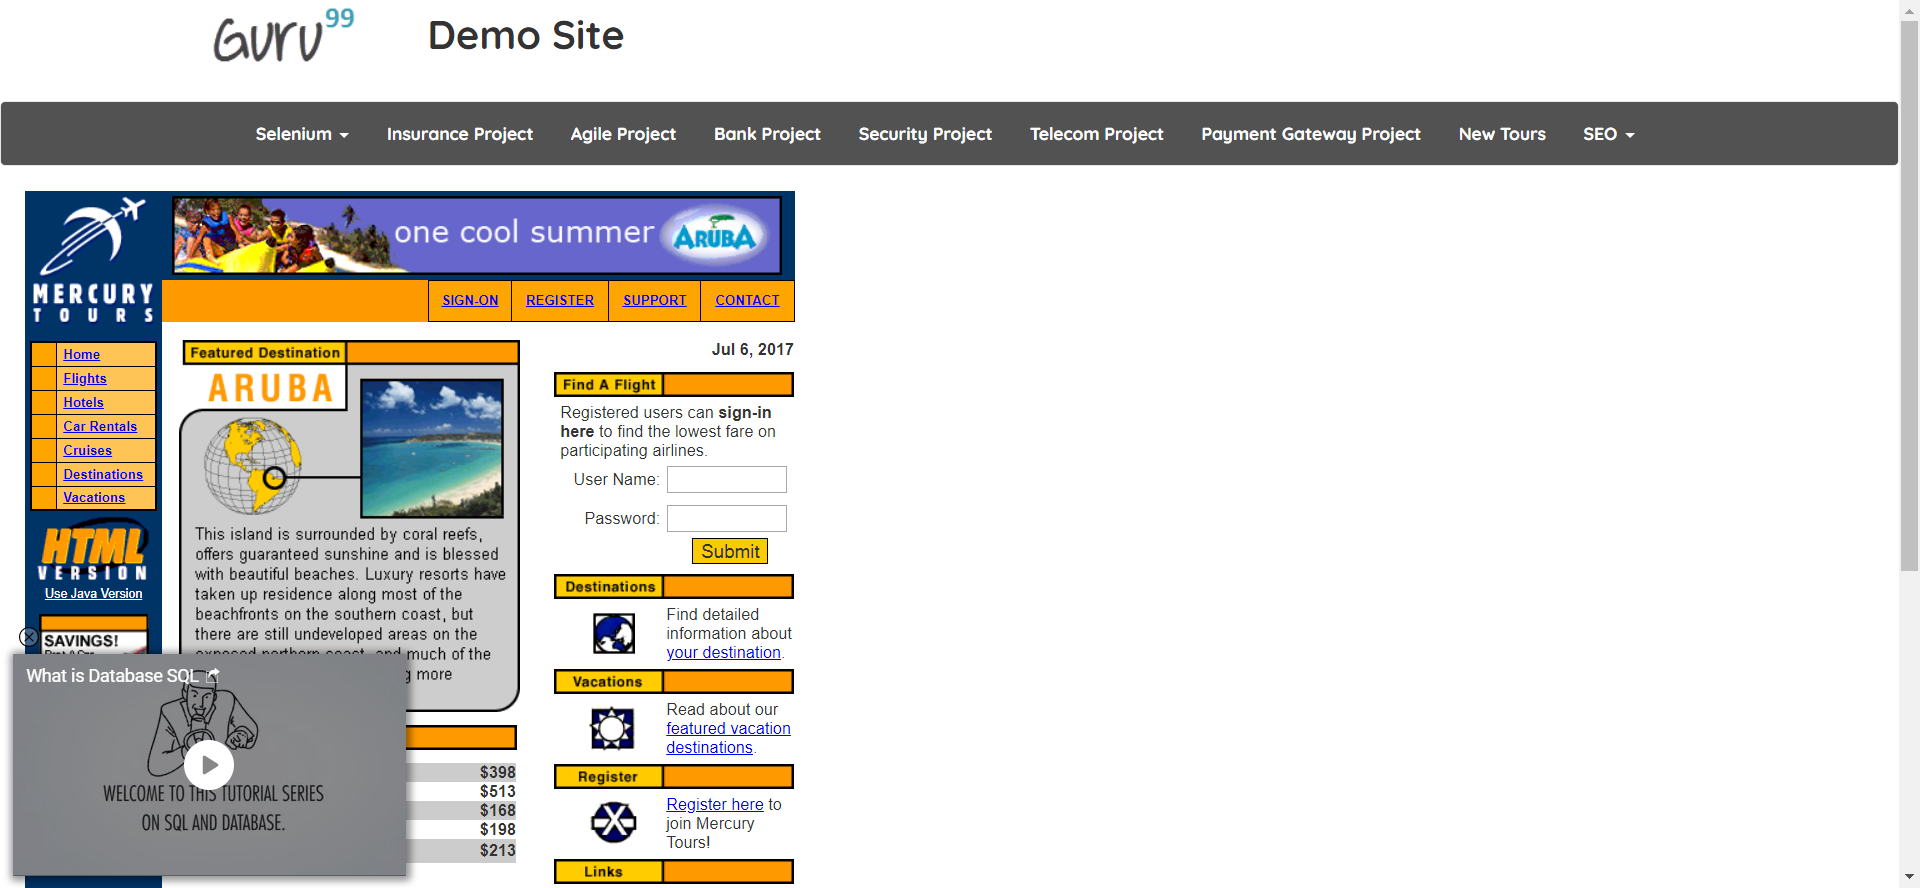 Guru99
Demo Site
Selenium
Insurance Project
Agile Project
Bank Project
Security Project
Telecom Project
Payment Gateway Project
New Tours
SEO
one cool summer
ARUBA
MERCURY
TOURS
SIGN-ON
REGISTER
SUPPORT
CONTACT
Home
Flights
Hotels
Car Rentals
Cruises
Destinations
Vacations
HTML
VERSION
Use Java Version
SAVINGS!
Featured Destination
ARUBA
This island is surrounded by coral reefs,
offers guaranteed sunshine and is blessed
with beautiful beaches. Luxury resorts have
taken up residence along most of the
beachfronts on the southern coast, but
there are still undeveloped areas on the
exposed northern coast, and much of the
more
What is Database SQL
WELCOME TO THIS TUTORIAL SERIES
ON SQL AND DATABASE.
$398
$513
$168
$198
$213
Jul 6, 2017
Find A Flight
Registered users can sign-in
here to find the lowest fare on
participating airlines.
User Name:
Password:
Submit
Destinations
Find detailed
information about
your destination.
Vacations
Read about our
featured vacation
destinations.
Register
Register here to
join Mercury
Tours!
Links